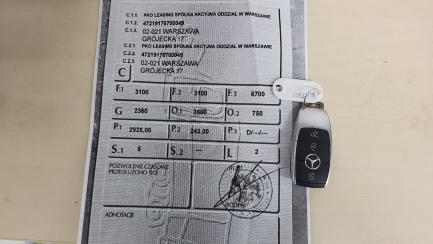 C.1.1. PKO LEASING SPÓŁKA AKCYJNA ODDZIAŁ W WARSZAWIE
C.1.2. 47219176700049
C.1.3. 02-021 WARSZAWA
GRÓJECKA 17
C.2.1. PKO LEASING SPÓŁKA AKCYJNA ODDZIAŁ W WARSZAWIE
C.2.2. 47219176700049
C.2.3. 02-021 WARSZAWA
GRÓJECKA 17
C
F.1 3100 F.2 3100 F.3 6700
G 2360 O.1 3500 O.2 750
P.1 2925,00 P.2 243,00 P.3 D/---/---
S.1 5 S.2 --- L 2
POZWOLENIE CZASOWE
PRZEDŁUŻONO DO:
ADNOTACJE